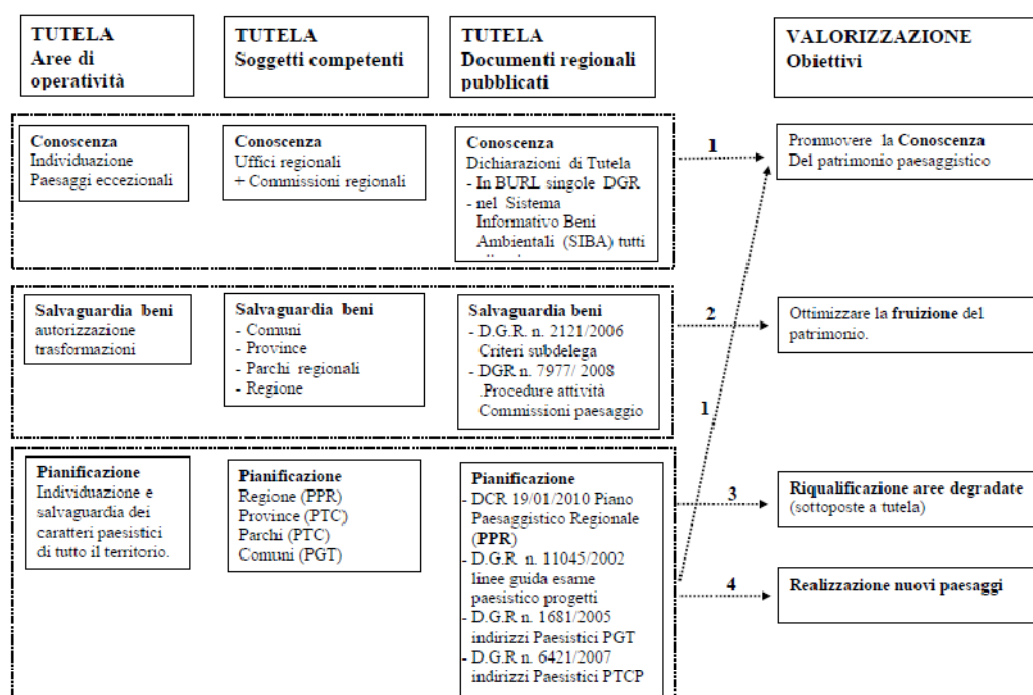 TUTELA
Aree di
operatività
TUTELA
Soggetti competenti
TUTELA
Documenti regionali
pubblicati
VALORIZZAZIONE
Obiettivi
Conoscenza
Individuazione
Paesaggi eccezionali
Conoscenza
Uffici regionali
+ Commissioni regionali
Conoscenza
Dichiarazioni di Tutela
- In BURL singole DGR
- nel Sistema
Informativo Beni
Ambientali (SIBA) tutti
1
Promuovere la Conoscenza
Del patrimonio paesaggistico
Salvaguardia beni
autorizzazione
trasformazioni
Salvaguardia beni
- Comuni
- Province
- Parchi regionali
- Regione
Salvaguardia beni
- D.G.R. n. 2121/2006
Criteri subdelega
- DGR n. 7977/ 2008
.Procedure attività
Commissioni paesaggio
2
Ottimizzare la fruizione del
patrimonio.
1
Pianificazione
Individuazione e
salvaguardia dei
caratteri paesistici
di tutto il territorio.
Pianificazione
Regione (PPR)
Province (PTC)
Parchi (PTC)
Comuni (PGT)
Pianificazione
- DCR 19/01/2010 Piano
Paesaggistico Regionale
(PPR)
- D.G.R n. 11045/2002
linee guida esame
paesistico progetti
- D.G.R n. 1681/2005
indirizzi Paesistici PGT
- D.G.R n. 6421/2007
indirizzi Paesistici PTCP
3
Riqualificazione aree degradate
(sottoposte a tutela)
4
Realizzazione nuovi paesaggi